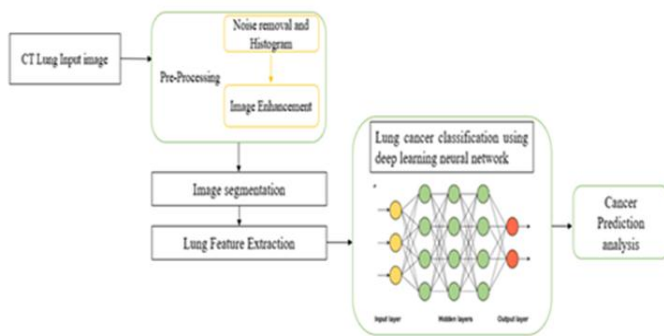 CT Lung Input image
Pre-Processing
Noise removal and
Histogram
Image Enhancement
Image segmentation
Lung Feature Extraction
Lung cancer classification using
deep learning neural network
Input layer
Hidden layers
Output layer
Cancer
Prediction
analysis